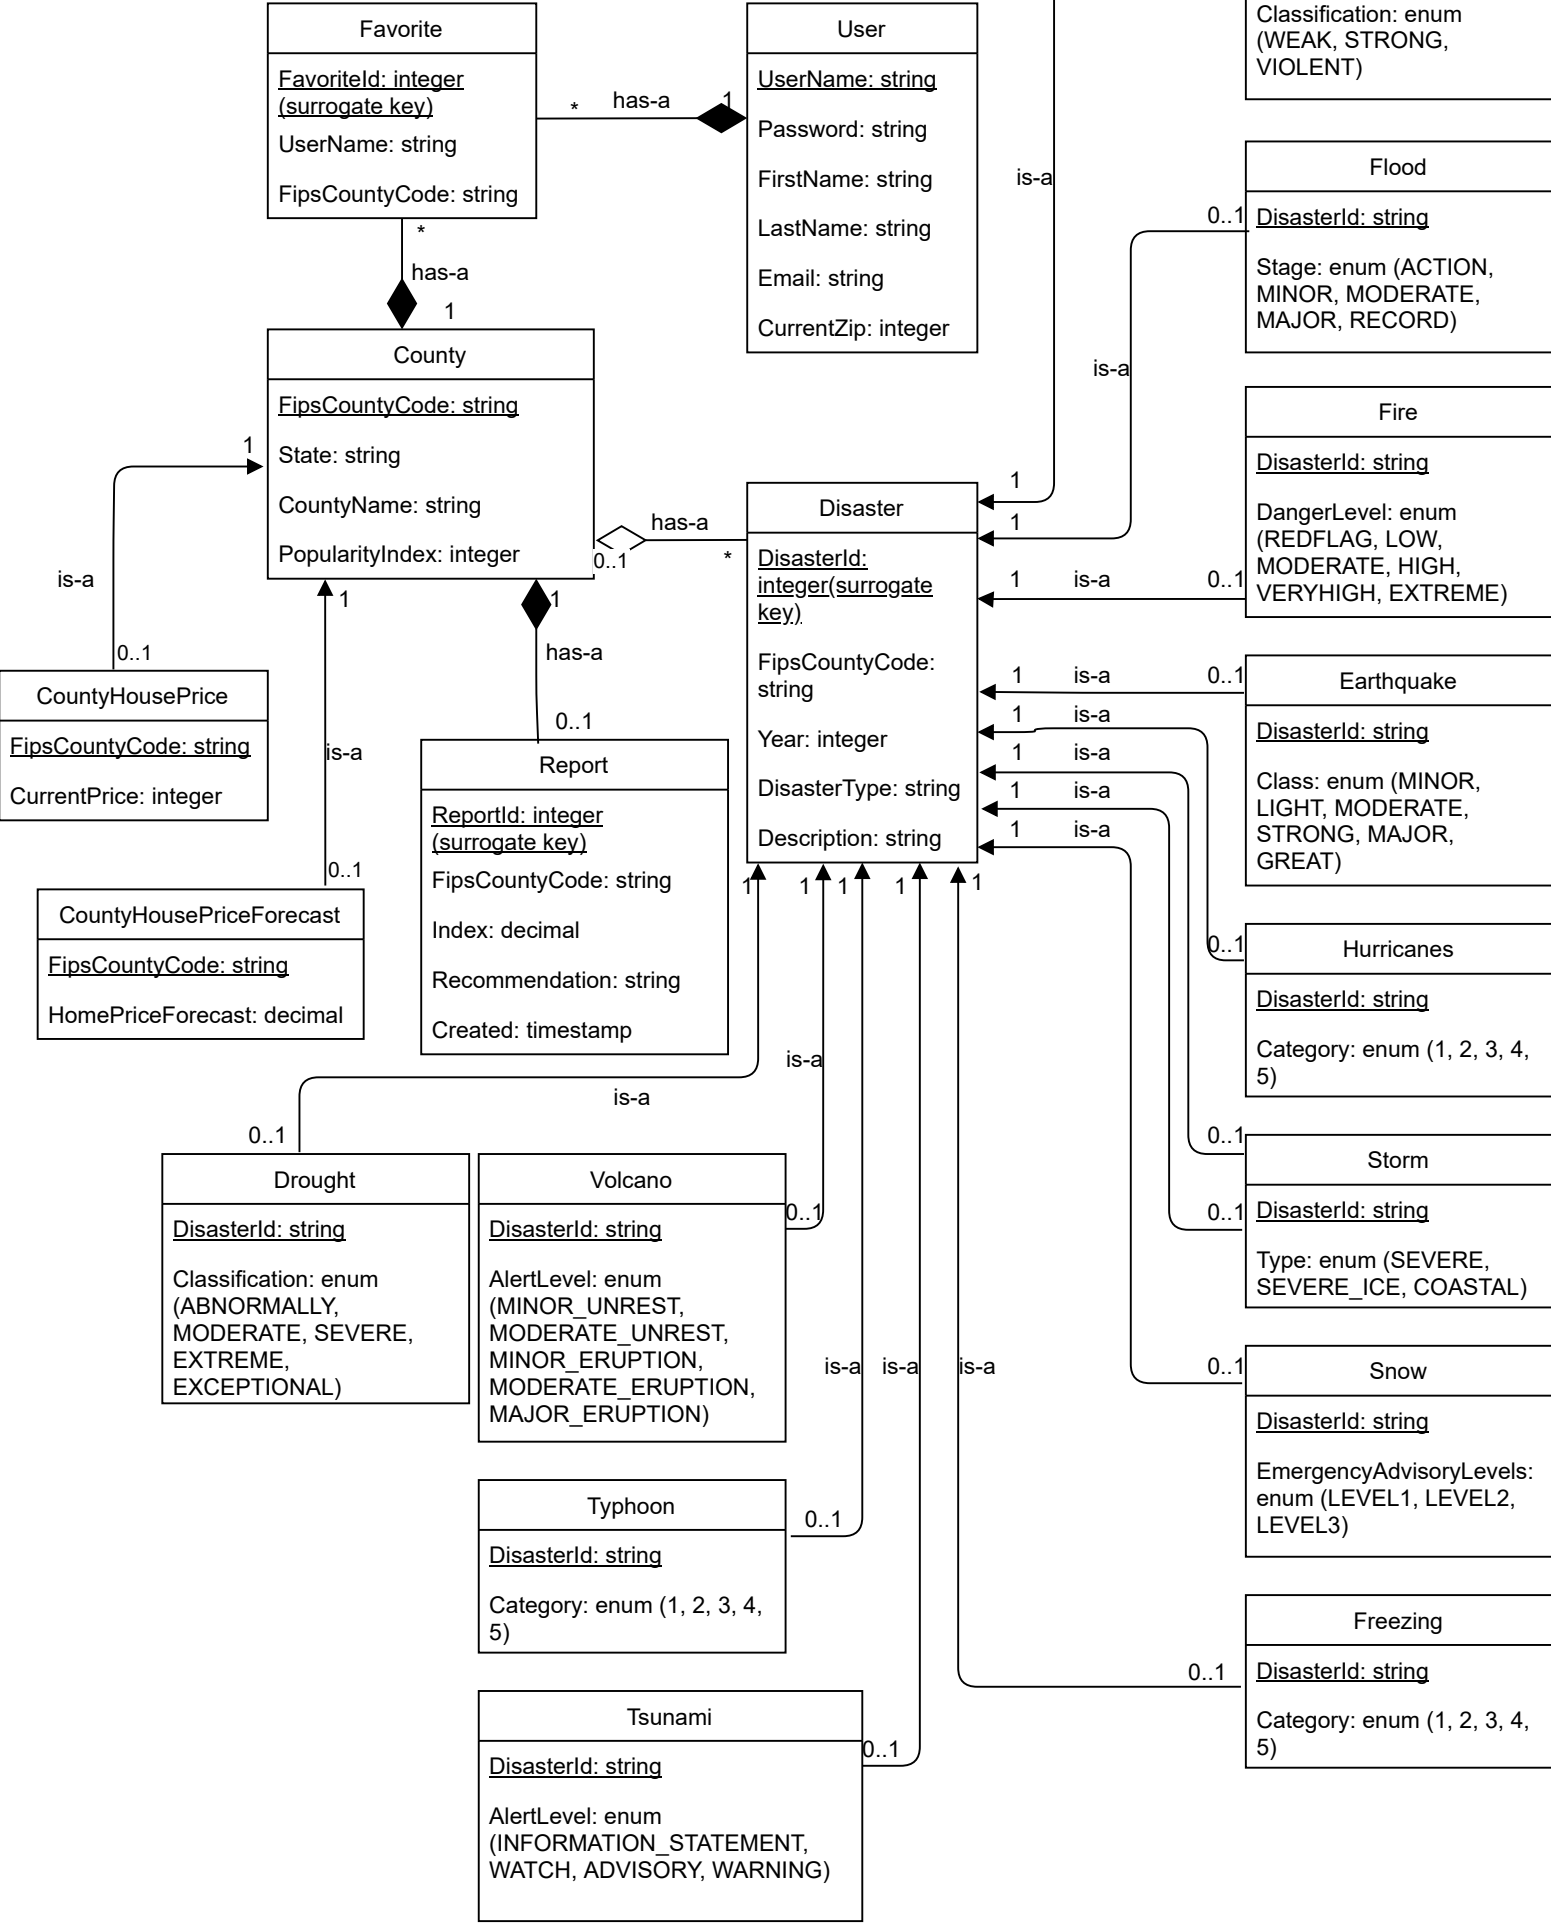 Favorite
FavoriteId: integer
(surrogate key)
UserName: string
FipsCountyCode: string
*
has-a
1
User
UserName: string
Password: string
FirstName: string
LastName: string
Email: string
CurrentZip: integer
Classification: enum
(WEAK, STRONG,
VIOLENT)
is-a
Flood
DisasterId: string
Stage: enum (ACTION,
MINOR, MODERATE,
MAJOR, RECORD)
0..1
is-a
*
has-a
1
County
FipsCountyCode: string
State: string
CountyName: string
PopularityIndex: integer
1
is-a
0..1
has-a
0..1
*
Disaster
DisasterId:
integer(surrogate
key)
FipsCountyCode:
string
Year: integer
DisasterType: string
Description: string
1
1
1
is-a
0..1
Fire
DisasterId: string
DangerLevel: enum
(REDFLAG, LOW,
MODERATE, HIGH,
VERYHIGH, EXTREME)
1
is-a
0..1
Earthquake
DisasterId: string
Class: enum (MINOR,
LIGHT, MODERATE,
STRONG, MAJOR,
GREAT)
1
is-a
1
is-a
1
is-a
1
is-a
CountyHousePrice
FipsCountyCode: string
CurrentPrice: integer
1
is-a
0..1
CountyHousePriceForecast
FipsCountyCode: string
HomePriceForecast: decimal
1
has-a
0..1
Report
ReportId: integer
(surrogate key)
FipsCountyCode: string
Index: decimal
Recommendation: string
Created: timestamp
1
1
1
1
1
0..1
Hurricanes
DisasterId: string
Category: enum (1, 2, 3, 4,
5)
is-a
is-a
0..1
Drought
DisasterId: string
Classification: enum
(ABNORMALLY,
MODERATE, SEVERE,
EXTREME,
EXCEPTIONAL)
Volcano
DisasterId: string
AlertLevel: enum
(MINOR_UNREST,
MODERATE_UNREST,
MINOR_ERUPTION,
MODERATE_ERUPTION,
MAJOR_ERUPTION)
0..1
is-a
is-a
is-a
0..1
0..1
Storm
DisasterId: string
Type: enum (SEVERE,
SEVERE_ICE, COASTAL)
0..1
Snow
DisasterId: string
EmergencyAdvisoryLevels:
enum (LEVEL1, LEVEL2,
LEVEL3)
Typhoon
DisasterId: string
Category: enum (1, 2, 3, 4,
5)
0..1
0..1
Freezing
DisasterId: string
Category: enum (1, 2, 3, 4,
5)
Tsunami
DisasterId: string
AlertLevel: enum
(INFORMATION_STATEMENT,
WATCH, ADVISORY, WARNING)
0..1